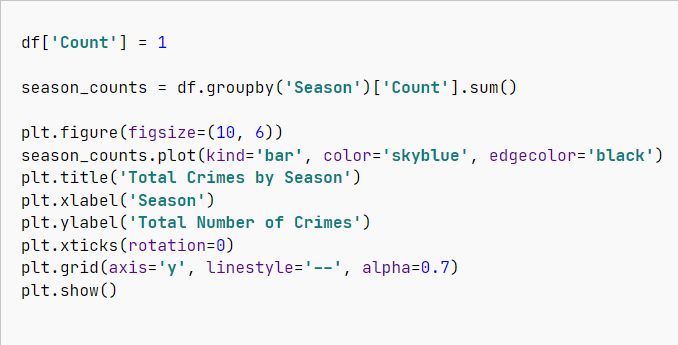 df['Count'] = 1
season_counts = df.groupby('Season')['Count'].sum()
plt.figure(figsize=(10, 6))
season_counts.plot(kind='bar', color='skyblue', edgecolor='black')
plt.title('Total Crimes by Season')
plt.xlabel('Season')
plt.ylabel('Total Number of Crimes')
plt.xticks(rotation=0)
plt.grid(axis='y', linestyle='--', alpha=0.7)
plt.show()